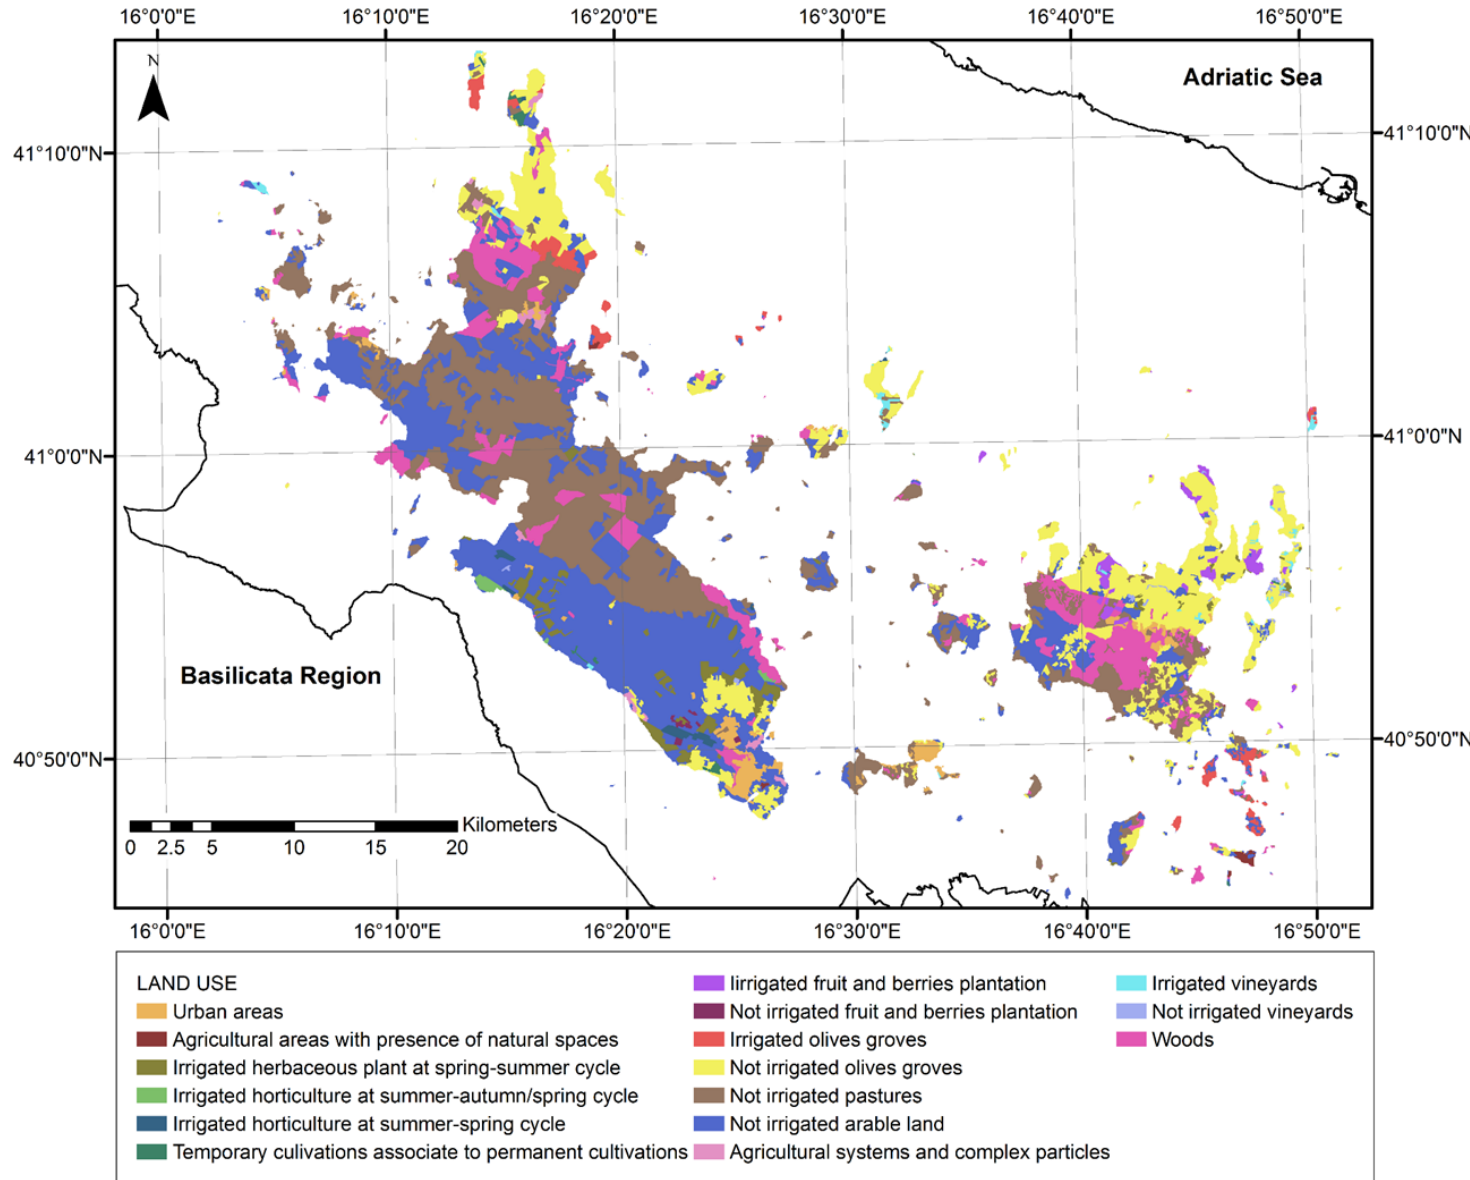 16°0'0"E 16°10'0"E 16°20'0"E 16°30'0"E 16°40'0"E 16°50'0"E
N
Adriatic Sea
41°10'0"N 41°10'0"N
41°0'0"N 41°0'0"N
Basilicata Region
40°50'0"N 40°50'0"N
Kilometers
0 2.5 5 10 15 20
16°0'0"E 16°10'0"E 16°20'0"E 16°30'0"E 16°40'0"E 16°50'0"E
LAND USE
Urban areas
Agricultural areas with presence of natural spaces
Irrigated herbaceous plant at spring-summer cycle
Irrigated horticulture at summer-autumn/spring cycle
Irrigated horticulture at summer-spring cycle
Temporary culivations associate to permanent cultivations
Iirrigated fruit and berries plantation
Not irrigated fruit and berries plantation
Irrigated olives groves
Not irrigated olives groves
Not irrigated pastures
Not irrigated arable land
Agricultural systems and complex particles
Irrigated vineyards
Not irrigated vineyards
Woods